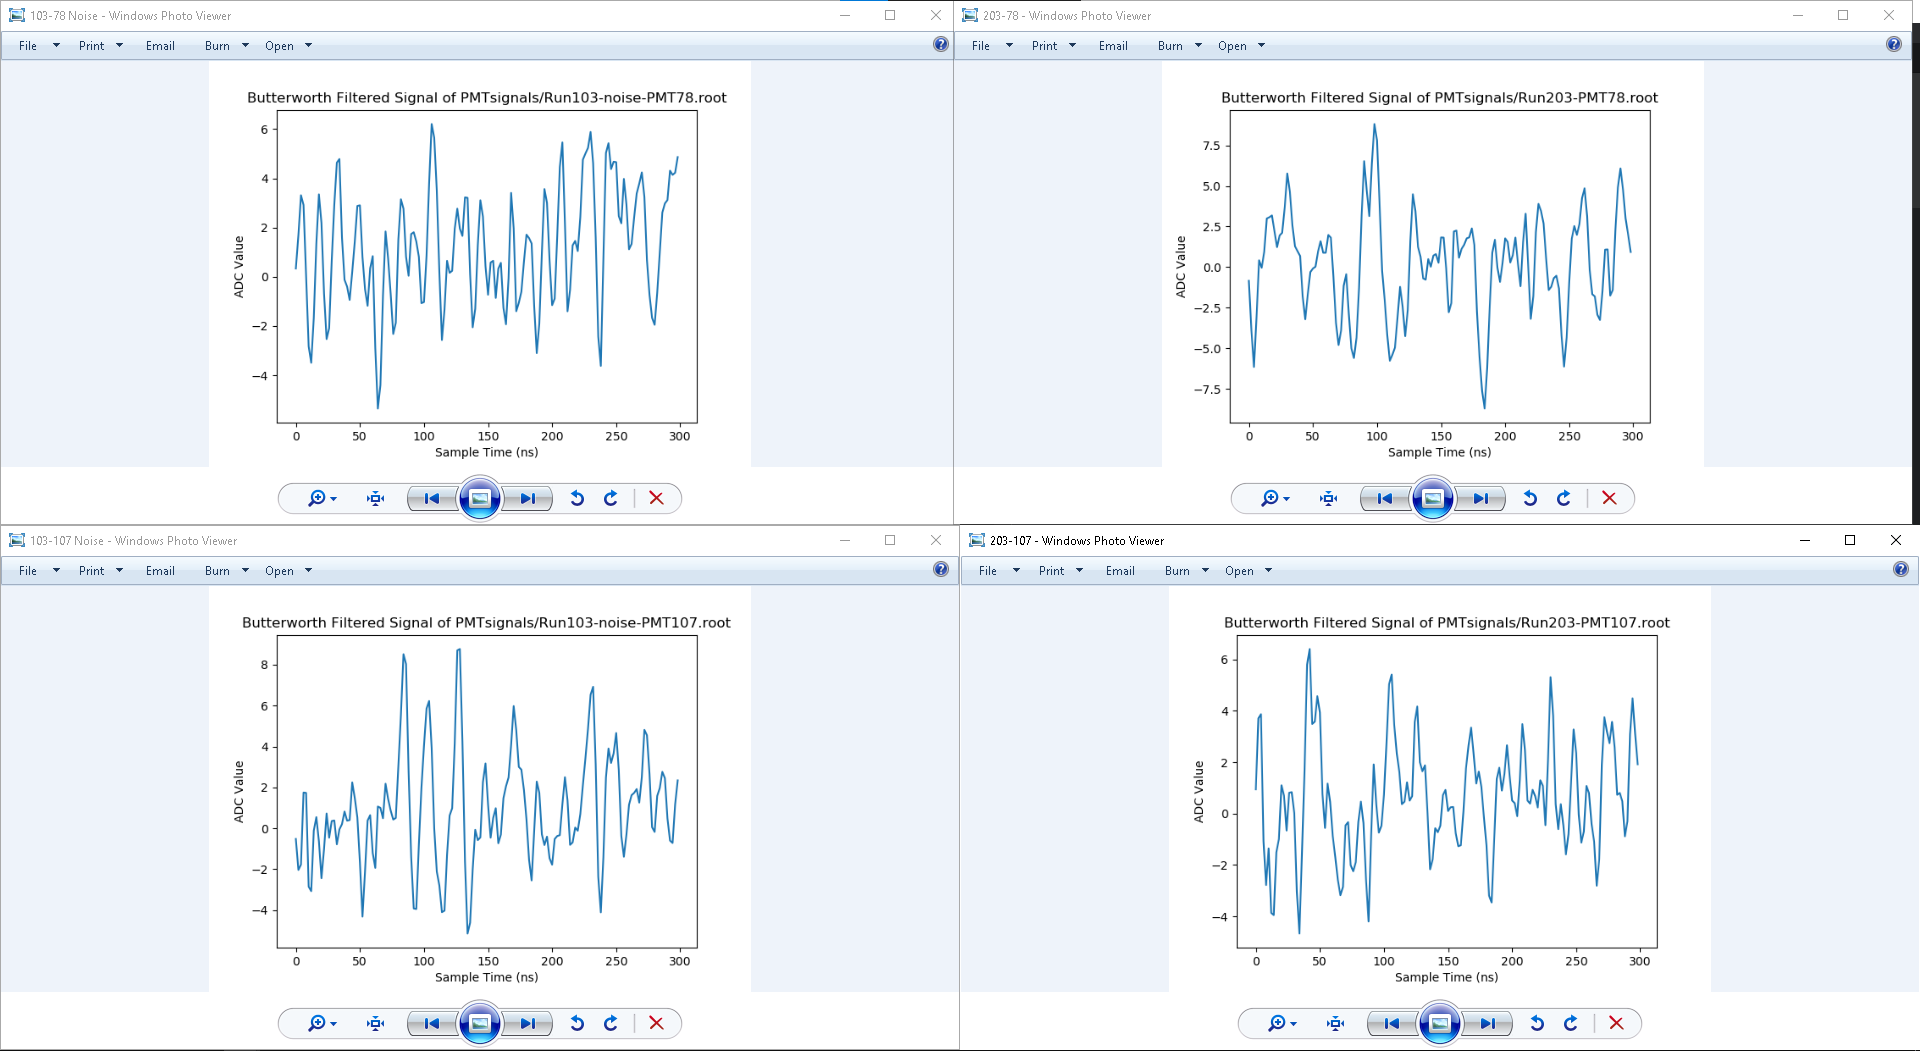 103-78 Noise - Windows Photo Viewer
File Print Email Burn Open
Butterworth Filtered Signal of PMTsignals/Run103-noise-PMT78.root
6
4
2
0
−2
−4
ADC Value
0 50 100 150 200 250 300
Sample Time (ns)
203-78 - Windows Photo Viewer
File Print Email Burn Open
Butterworth Filtered Signal of PMTsignals/Run203-PMT78.root
7.5
5.0
2.5
0.0
−2.5
−5.0
−7.5
ADC Value
0 50 100 150 200 250 300
Sample Time (ns)
103-107 Noise - Windows Photo Viewer
File Print Email Burn Open
Butterworth Filtered Signal of PMTsignals/Run103-noise-PMT107.root
8
6
4
2
0
−2
−4
ADC Value
0 50 100 150 200 250 300
Sample Time (ns)
203-107 - Windows Photo Viewer
File Print Email Burn Open
Butterworth Filtered Signal of PMTsignals/Run203-PMT107.root
6
4
2
0
−2
−4
ADC Value
0 50 100 150 200 250 300
Sample Time (ns)